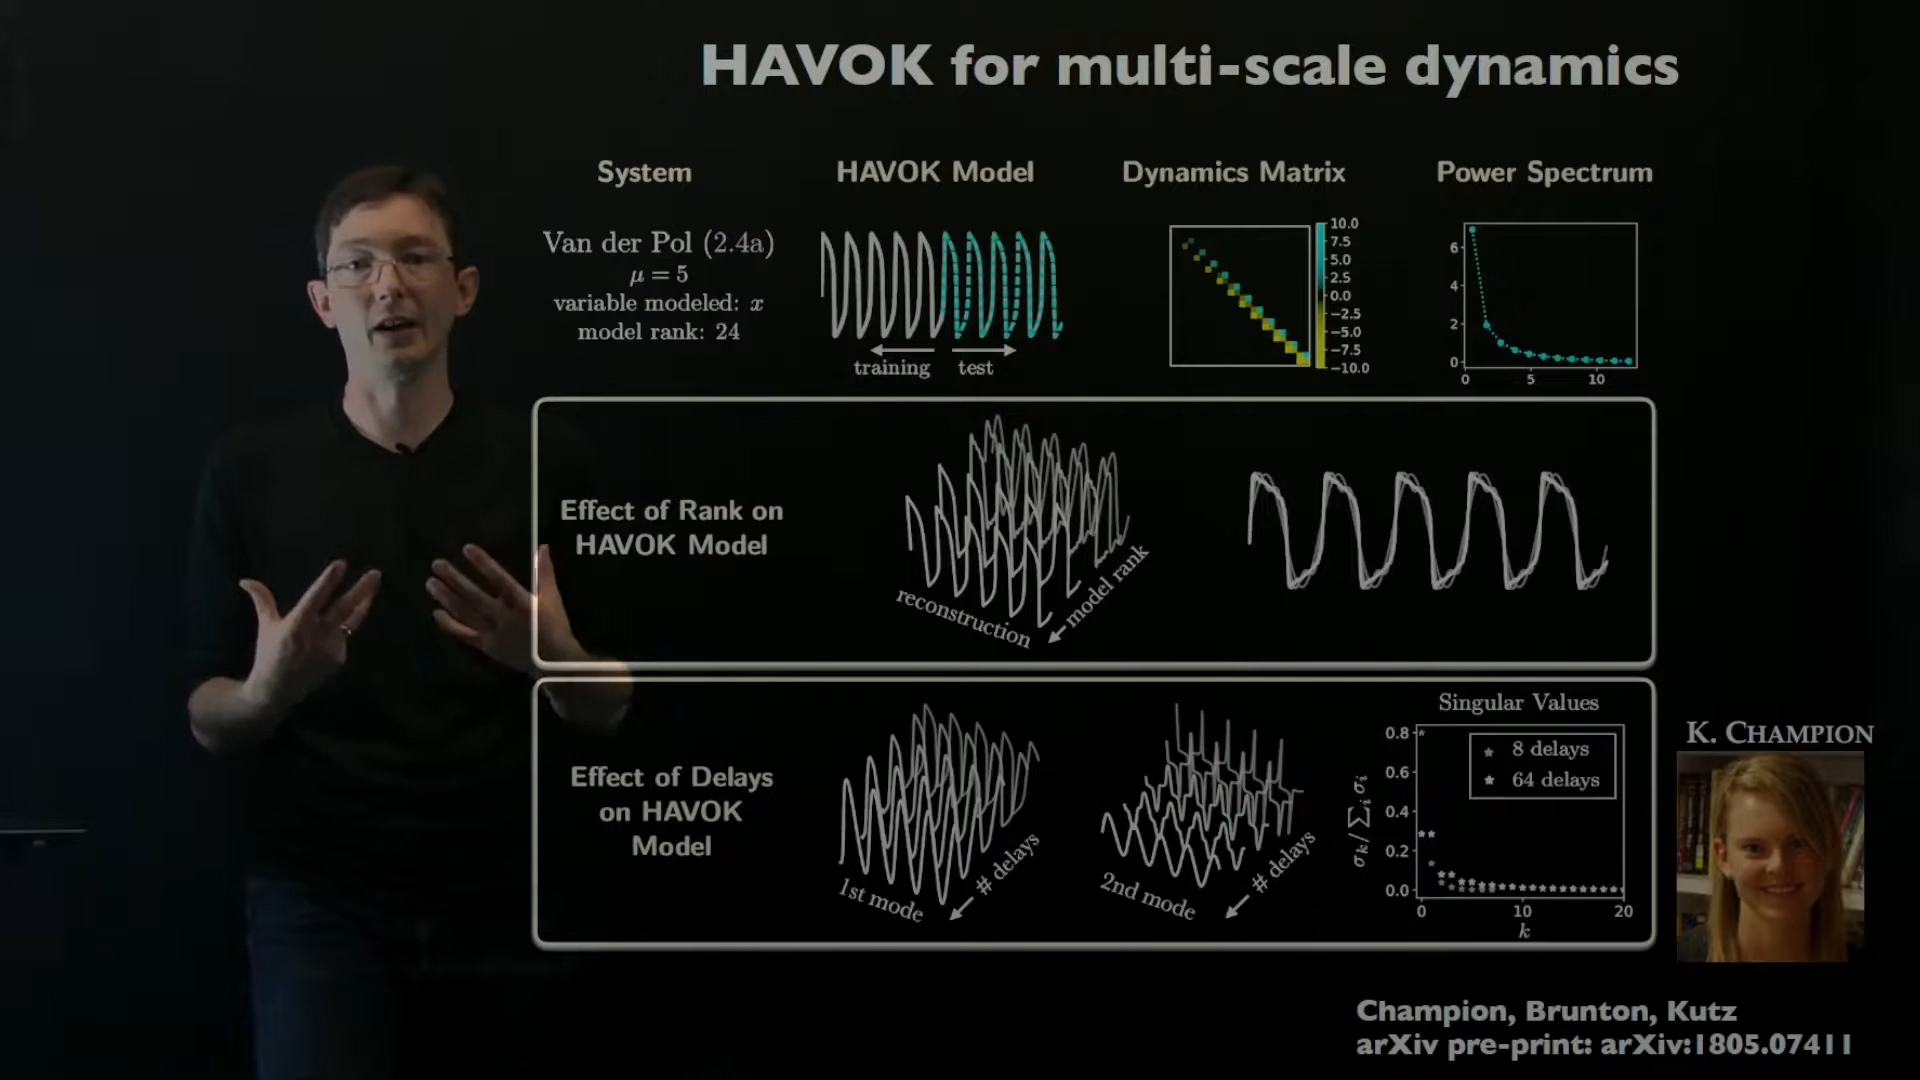 HAVOK for multi-scale dynamics
System
HAVOK Model
Dynamics Matrix
Power Spectrum
Van der Pol (2.4a)
μ = 5
variable modeled: x
model rank: 24
training
test
10.0
7.5
5.0
2.5
0.0
−2.5
−5.0
−7.5
−10.0
6
4
2
0
0
5
10
Effect of Rank on
HAVOK Model
reconstruction
model rank
Effect of Delays
on HAVOK
Model
1st mode
# delays
2nd mode
# delays
Singular Values
8 delays
64 delays
σk/ ∑i σi
0.8
0.6
0.4
0.2
0.0
0
10
20
k
K. CHAMPION
Champion, Brunton, Kutz
arXiv pre-print: arXiv:1805.07411